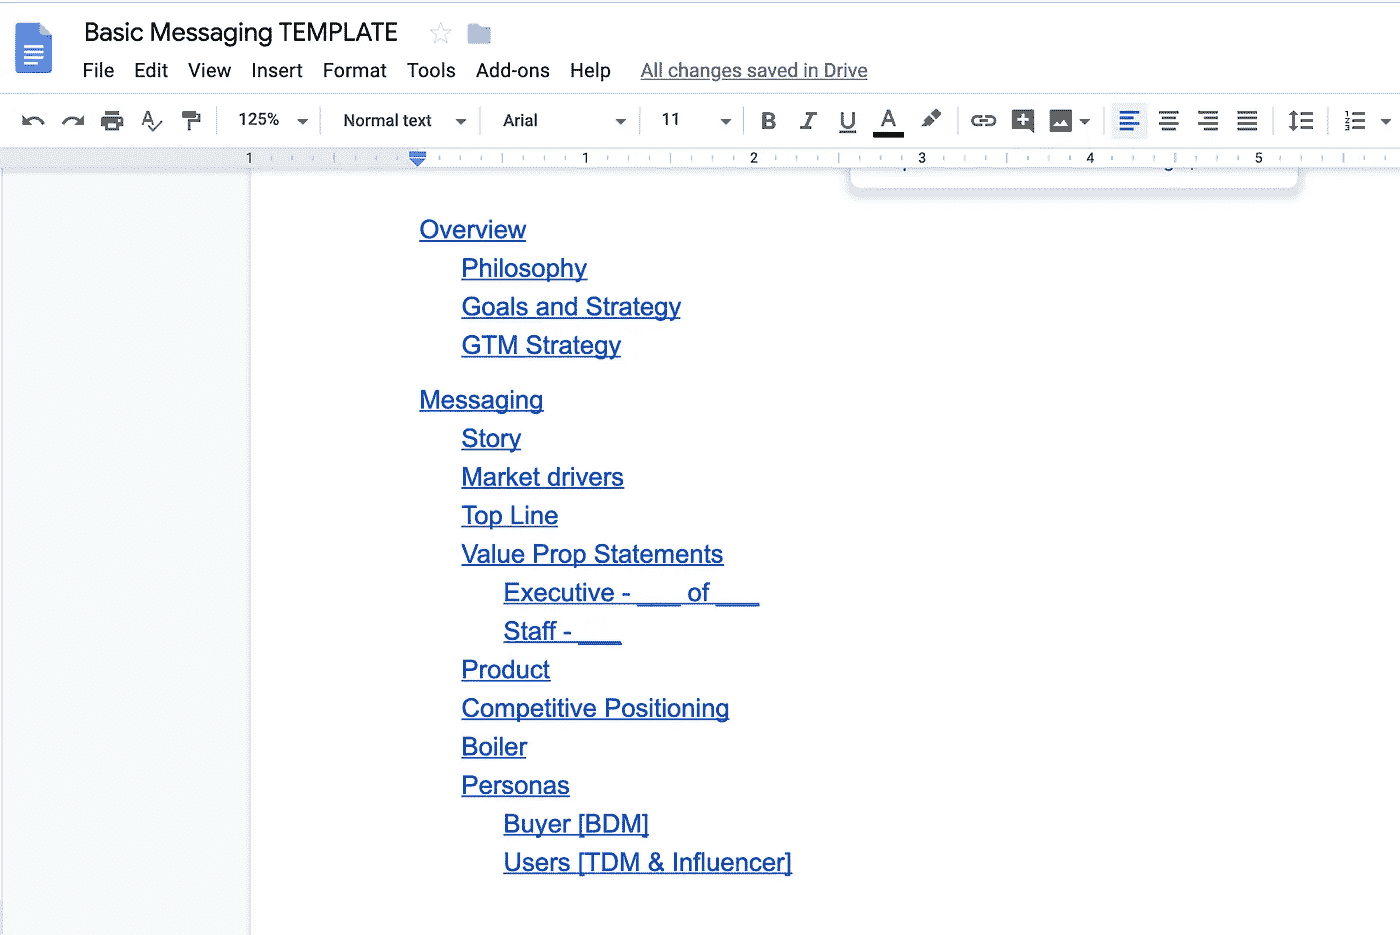 Basic Messaging TEMPLATE
File Edit View Insert Format Tools Add-ons Help All changes saved in Drive
125% Normal text Arial 11
1 1 2 3 4 5
Overview
Philosophy
Goals and Strategy
GTM Strategy
Messaging
Story
Market drivers
Top Line
Value Prop Statements
Executive - ___ of ___
Staff - ___
Product
Competitive Positioning
Boiler
Personas
Buyer [BDM]
Users [TDM & Influencer]